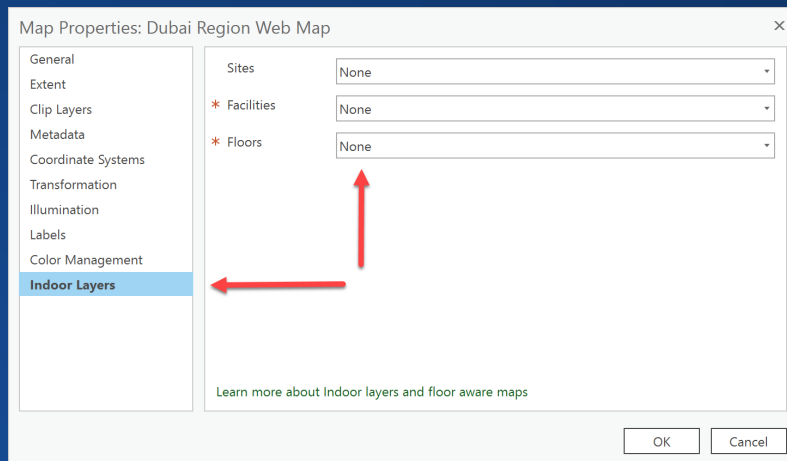 Map Properties: Dubai Region Web Map
General
Extent
Clip Layers
Metadata
Coordinate Systems
Transformation
Illumination
Labels
Color Management
Indoor Layers
Sites None
* Facilities None
* Floors None
Learn more about Indoor layers and floor aware maps
OK Cancel